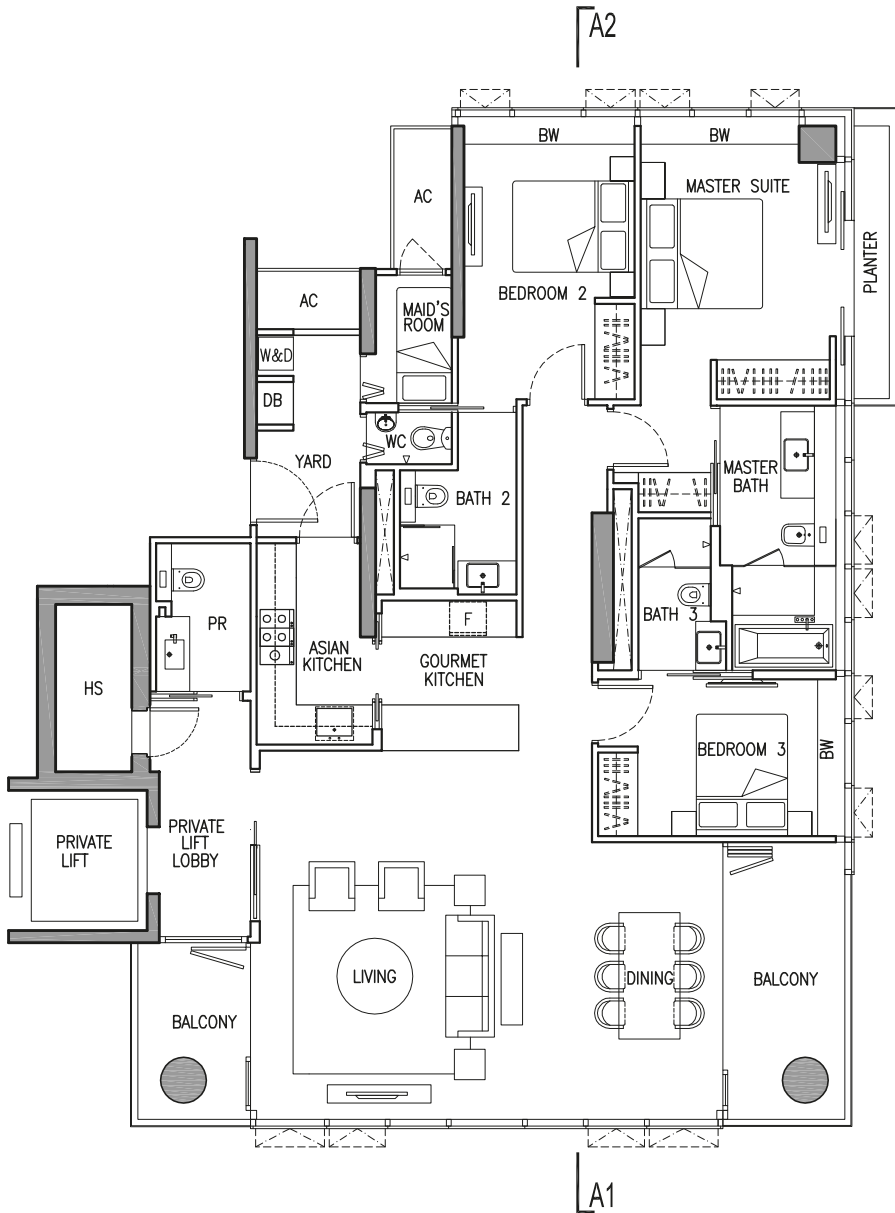 A2
BW
BW
AC
MASTER SUITE
PLANTER
BEDROOM 2
AC
MAID'S
ROOM
W&D
DB
WC
YARD
MASTER
BATH
BATH 2
PR
F
BATH 3
ASIAN
KITCHEN
GOURMET
KITCHEN
HS
BEDROOM 3
BW
PRIVATE
LIFT
PRIVATE
LIFT
LOBBY
LIVING
DINING
BALCONY
BALCONY
A1